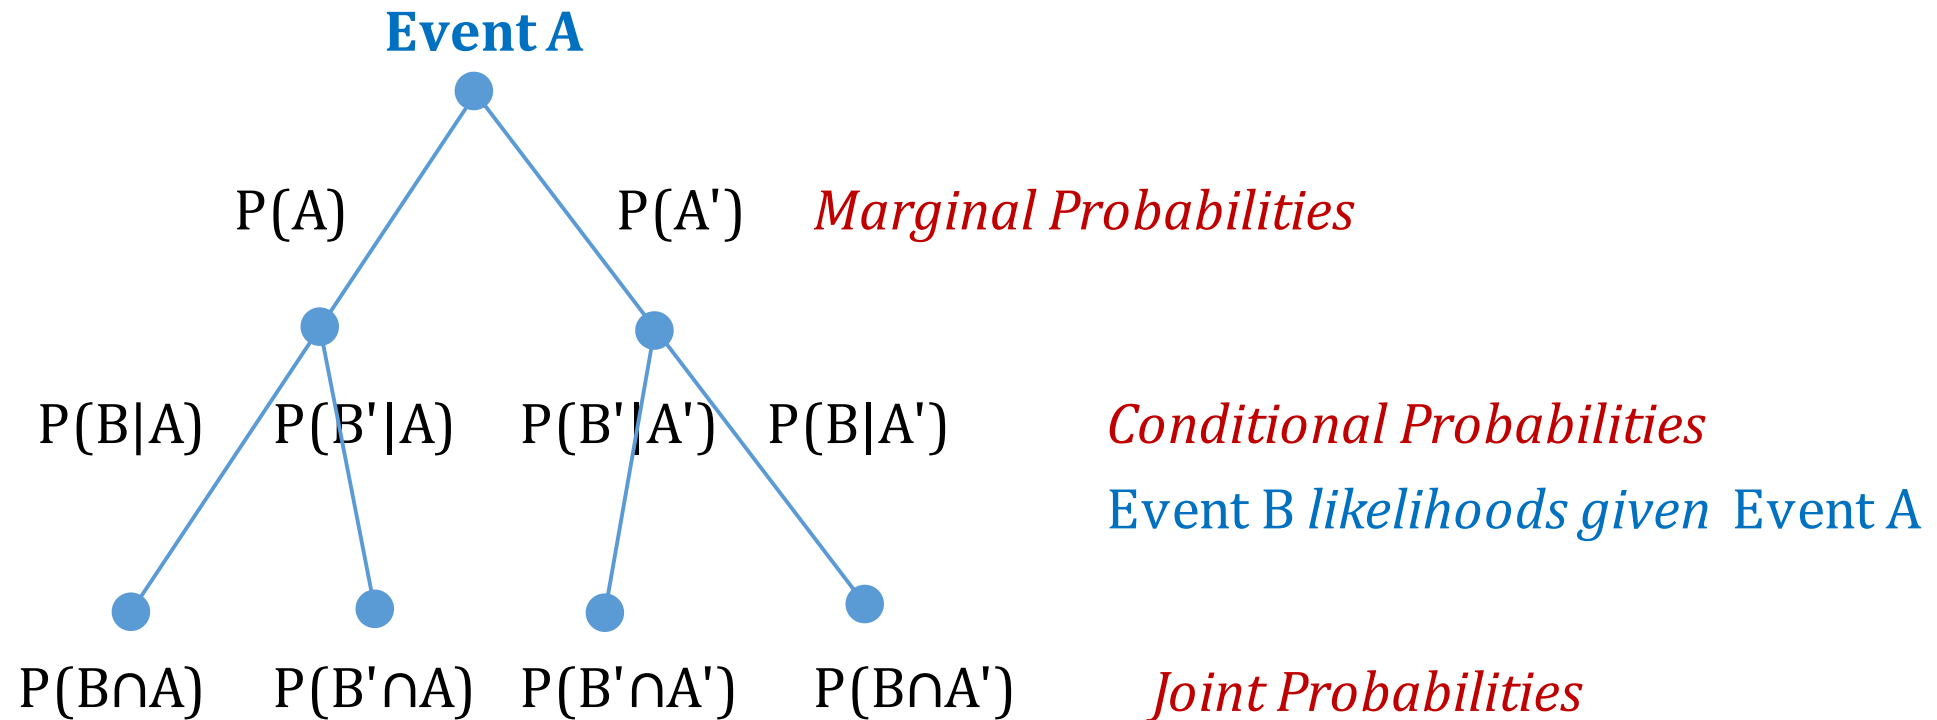 Event A
P(A) P(A') Marginal Probabilities
P(B|A) P(B'|A) P(B'|A') P(B|A') Conditional Probabilities
Event B likelihoods given Event A
P(B∩A) P(B'∩A) P(B'∩A') P(B∩A') Joint Probabilities